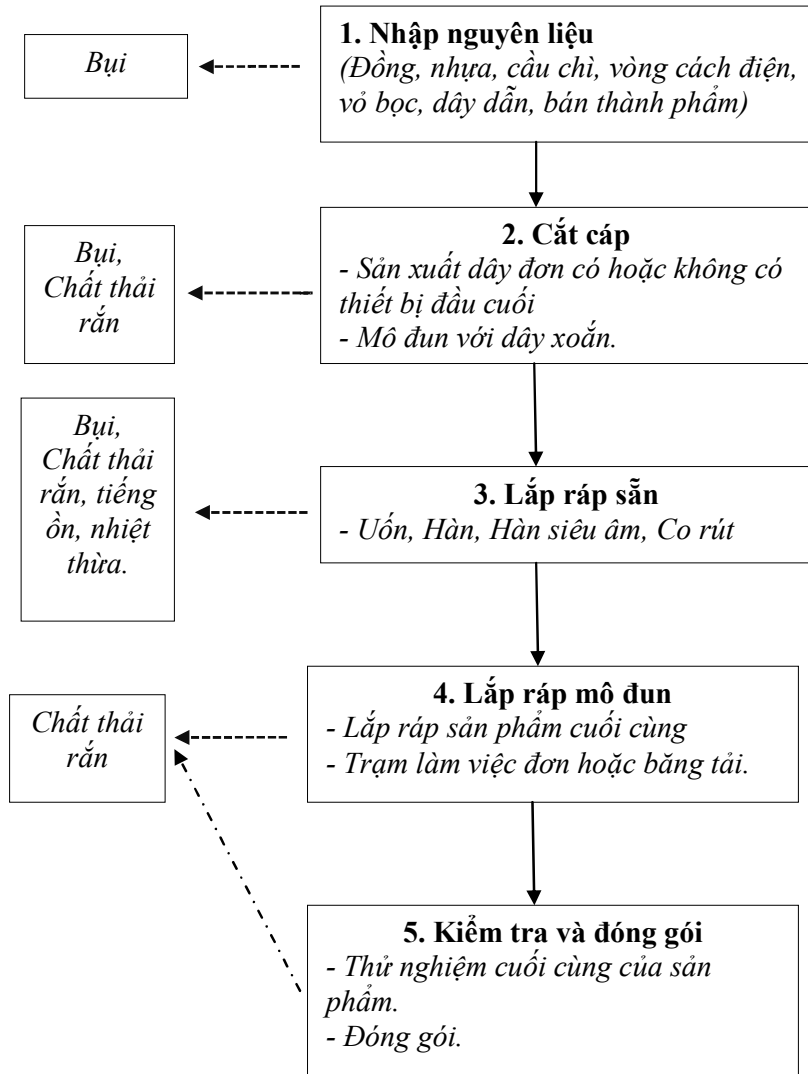 Bụi
1. Nhập nguyên liệu
(Đồng, nhựa, cầu chì, vòng cách điện,
vỏ bọc, dây dẫn, bán thành phẩm)
Bụi,
Chất thải
rắn
2. Cắt cáp
- Sản xuất dây đơn có hoặc không có
thiết bị đầu cuối
- Mô đun với dây xoắn.
Bụi,
Chất thải
rắn, tiếng
ồn, nhiệt
thừa.
3. Lắp ráp sẵn
- Uốn, Hàn, Hàn siêu âm, Co rút
Chất thải
rắn
4. Lắp ráp mô đun
- Lắp ráp sản phẩm cuối cùng
- Trạm làm việc đơn hoặc băng tải.
5. Kiểm tra và đóng gói
- Thử nghiệm cuối cùng của sản
phẩm.
- Đóng gói.